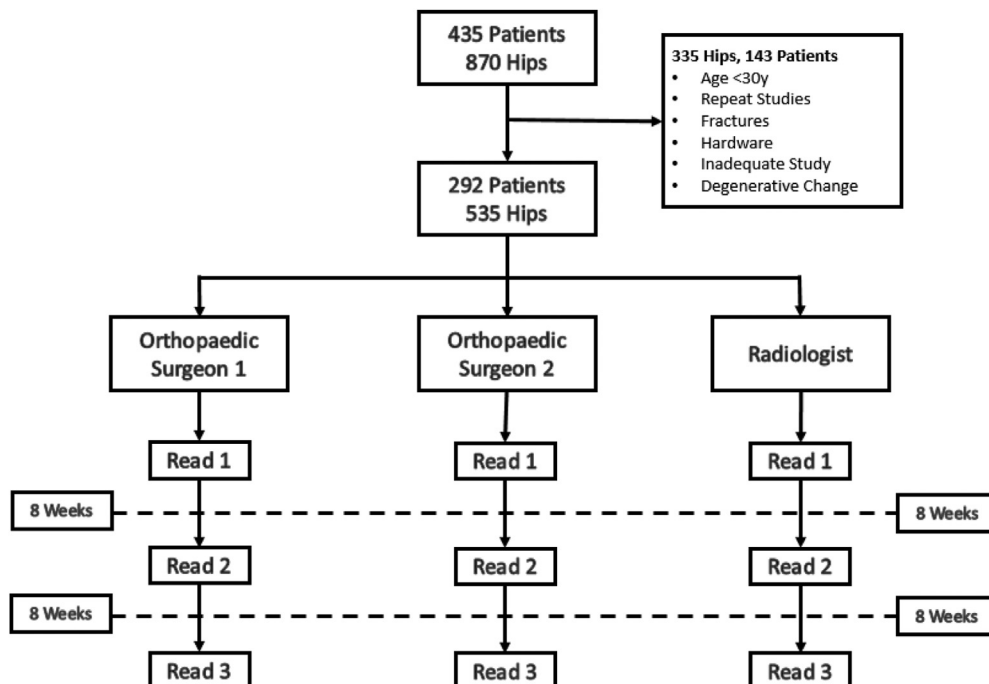 435 Patients
870 Hips
335 Hips, 143 Patients
• Age <30y
• Repeat Studies
• Fractures
• Hardware
• Inadequate Study
• Degenerative Change
292 Patients
535 Hips
Orthopaedic
Surgeon 1
Orthopaedic
Surgeon 2
Radiologist
Read 1
Read 1
Read 1
8 Weeks
8 Weeks
Read 2
Read 2
Read 2
8 Weeks
8 Weeks
Read 3
Read 3
Read 3